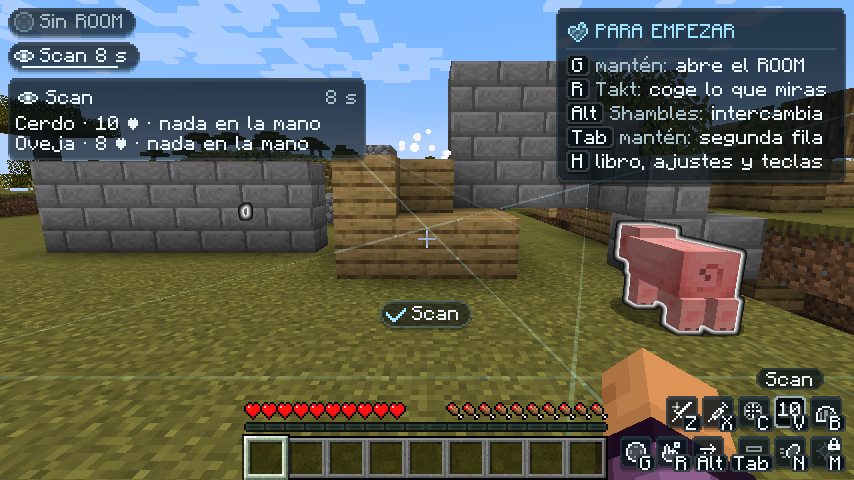 Sin ROOM
Scan 8 s
Scan 8 s
Cerdo · 10 ♥ · nada en la mano
Oveja · 8 ♥ · nada en la mano
PARA EMPEZAR
G mantén: abre el ROOM
R Takt: coge lo que miras
Alt Shambles: intercambia
Tab mantén: segunda fila
H libro, ajustes y teclas
Scan
Scan
Z X C 10 V B
G R Alt Tab N M